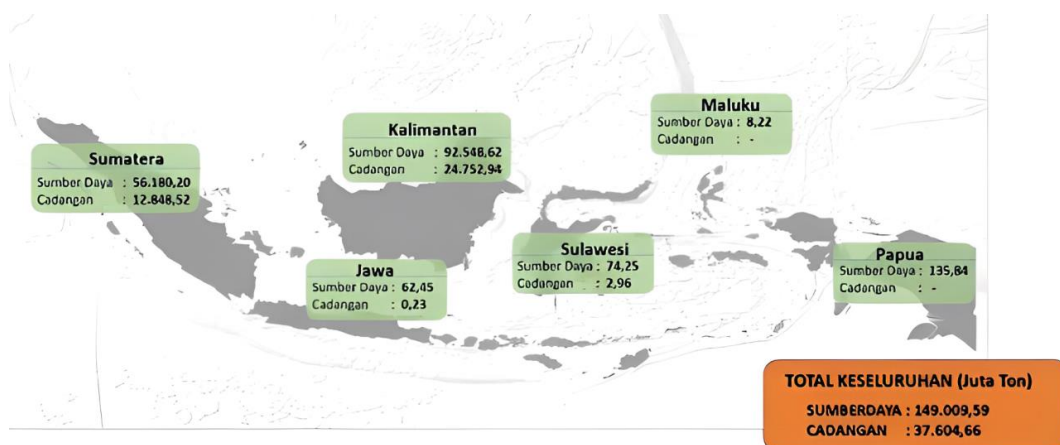 Maluku
Sumber Daya : 8,22
Cadangan : -
Kalimantan
Sumber Daya : 92.548,62
Cadangan : 24.752,94
Sumatera
Sumber Daya : 56.180,20
Cadangan : 12.848,52
Sulawesi
Sumber Daya : 74,25
Cadangan : 2,96
Papua
Sumber Daya : 135,84
Cadangan : -
Jawa
Sumber Daya : 62,45
Cadangan : 0,23
TOTAL KESELURUHAN (Juta Ton)
SUMBERDAYA : 149.009,59
CADANGAN : 37.604,66